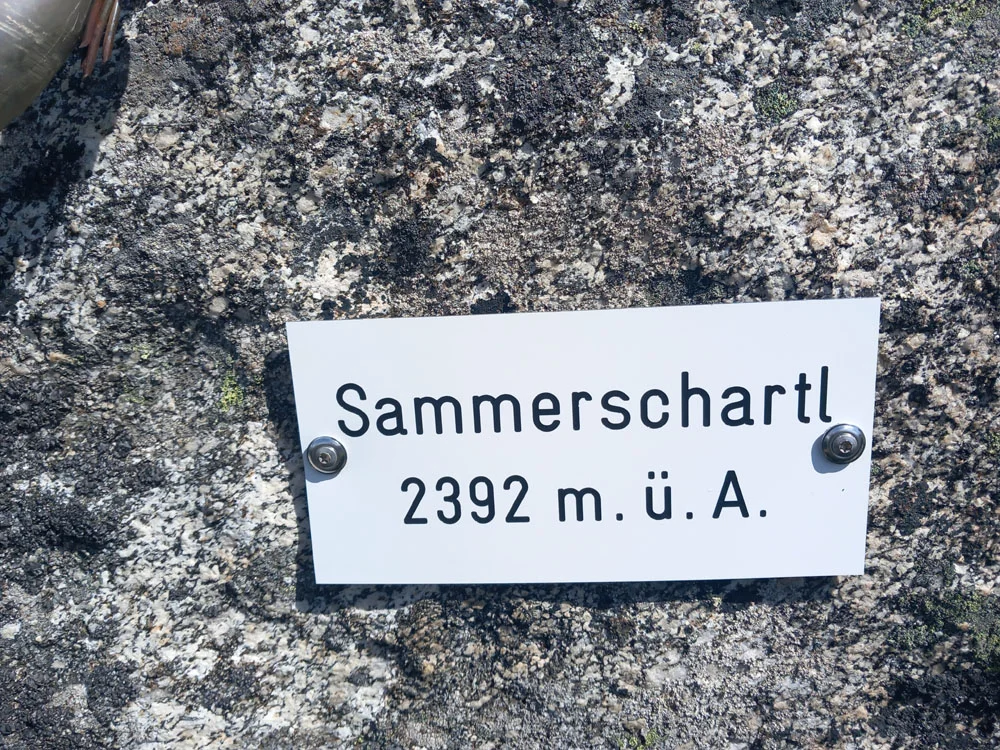 Sammerschartl
2392 m. ü. A.